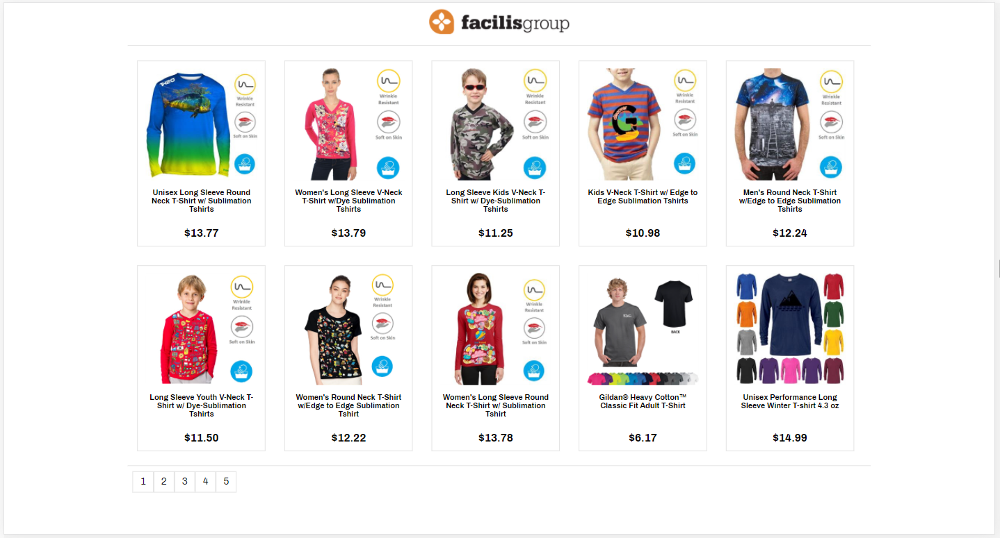 facilisgroup
TH2O
Wrinkle
Resistant
Soft on Skin
Unisex Long Sleeve Round
Neck T-Shirt w/ Sublimation
Tshirts
$13.77
Wrinkle
Resistant
Soft on Skin
Women's Long Sleeve V-Neck
T-Shirt w/Dye Sublimation
Tshirts
$13.79
Wrinkle
Resistant
Soft on Skin
Long Sleeve Kids V-Neck T-
Shirt w/ Dye-Sublimation
Tshirts
$11.25
Wrinkle
Resistant
Soft on Skin
Kids V-Neck T-Shirt w/ Edge to
Edge Sublimation Tshirts
$10.98
Wrinkle
Resistant
Soft on Skin
Men's Round Neck T-Shirt
w/Edge to Edge Sublimation
Tshirts
$12.24
Wrinkle
Resistant
Soft on Skin
Long Sleeve Youth V-Neck T-
Shirt w/ Dye-Sublimation
Tshirts
$11.50
Wrinkle
Resistant
Soft on Skin
Women's Round Neck T-Shirt
w/Edge to Edge Sublimation
Tshirt
$12.22
Wrinkle
Resistant
Soft on Skin
Women's Long Sleeve Round
Neck T-Shirt w/ Sublimation
Tshirt
$13.78
BACK
Gildan® Heavy Cotton™
Classic Fit Adult T-Shirt
$6.17
Unisex Performance Long
Sleeve Winter T-shirt 4.3 oz
$14.99
1 2 3 4 5